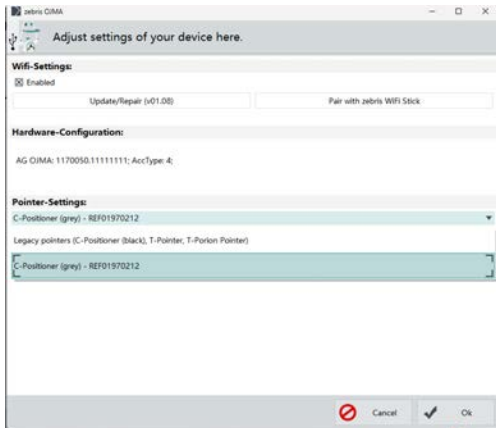 zebris OJMA
Adjust settings of your device here.
Wifi-Settings:
Enabled
Update/Repair (v01.08)
Pair with zebris WIFI Stick
Hardware-Configuration:
AG OJMA: 1170050.11111111; AccType: 4;
Pointer-Settings:
C-Positioner (grey) - REF01970212
Legacy pointers (C-Positioner (black), T-Pointer, T-Porion Pointer)
C-Positioner (grey) - REF01970212
Cancel
Ok